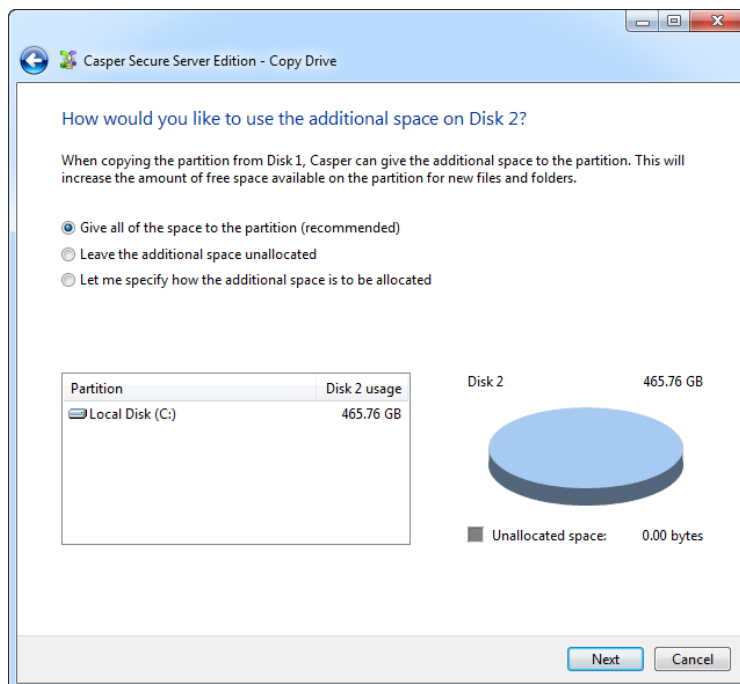 Casper Secure Server Edition - Copy Drive
How would you like to use the additional space on Disk 2?
When copying the partition from Disk 1, Casper can give the additional space to the partition. This will
increase the amount of free space available on the partition for new files and folders.
Give all of the space to the partition (recommended)
Leave the additional space unallocated
Let me specify how the additional space is to be allocated
Partition Disk 2 usage
Local Disk (C:) 465.76 GB
Disk 2 465.76 GB
Unallocated space: 0.00 bytes
Next Cancel